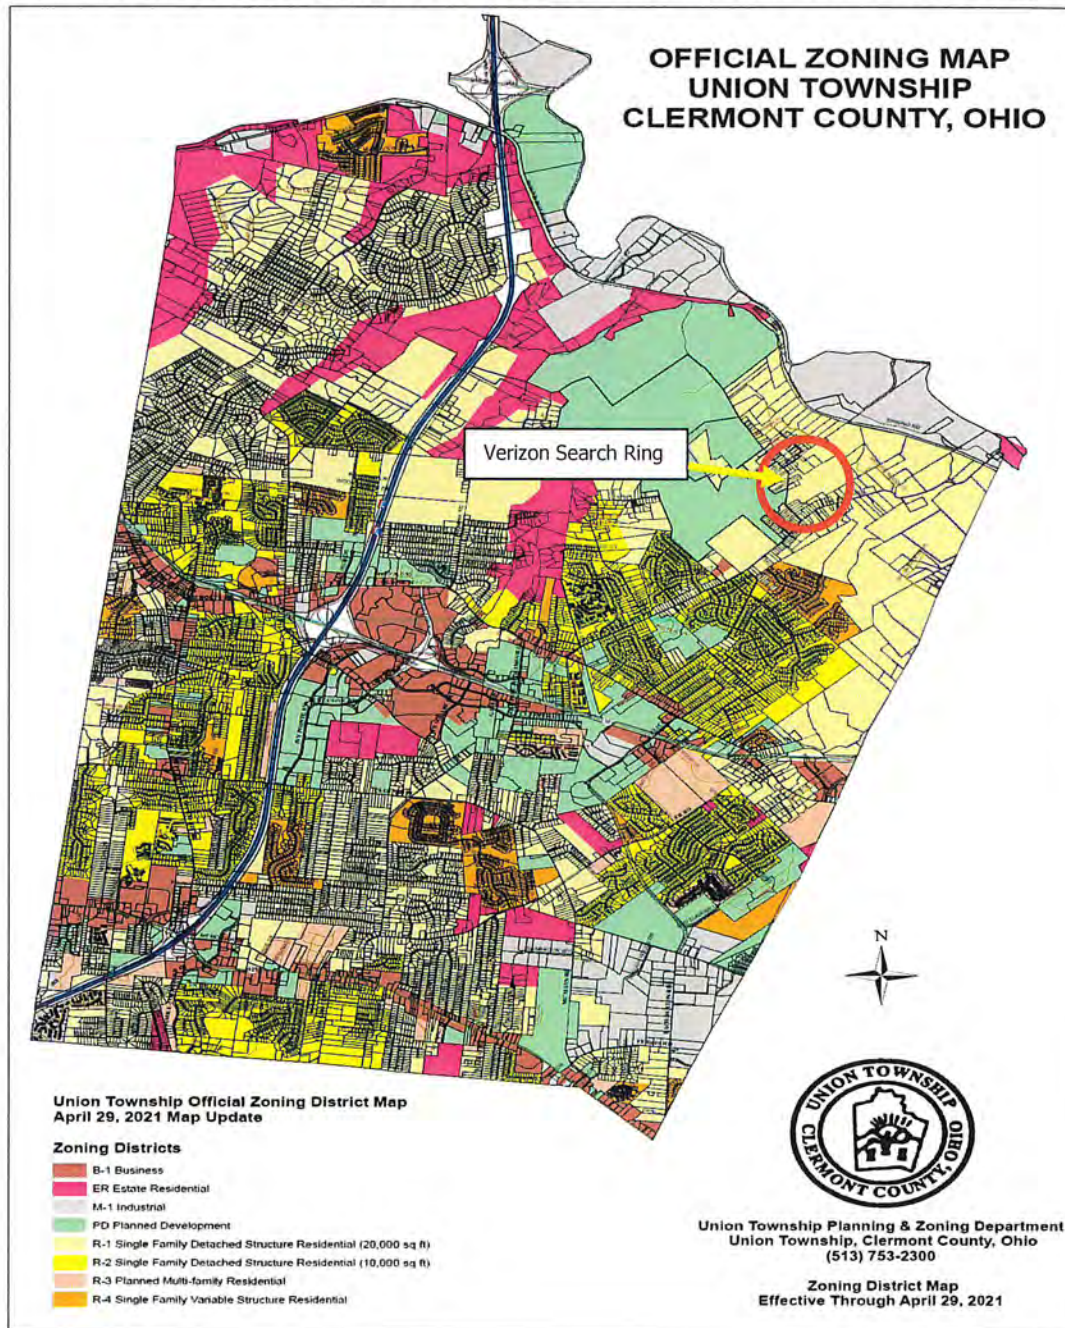 OFFICIAL ZONING MAP
UNION TOWNSHIP
CLERMONT COUNTY, OHIO
Verizon Search Ring
N
Union Township Official Zoning District Map
April 29, 2021 Map Update
Zoning Districts
B-1 Business
ER Estate Residential
M-1 Industrial
PD Planned Development
R-1 Single Family Detached Structure Residential (20,000 sq ft)
R-2 Single Family Detached Structure Residential (10,000 sq ft)
R-3 Planned Multi-family Residential
R-4 Single Family Variable Structure Residential
UNION TOWNSHIP
CLERMONT COUNTY, OHIO
Union Township Planning & Zoning Department
Union Township, Clermont County, Ohio
(513) 753-2300
Zoning District Map
Effective Through April 29, 2021